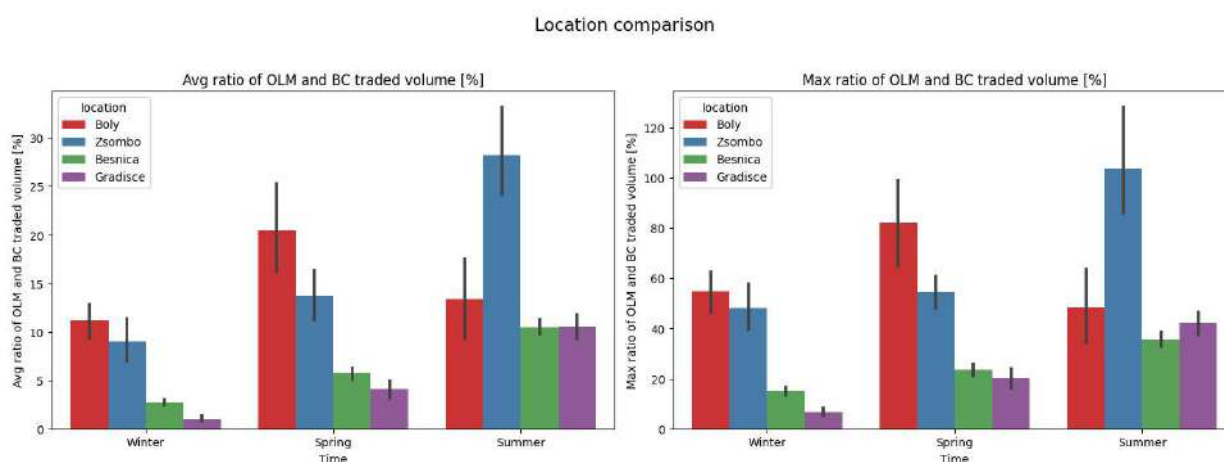 Location comparison
Avg ratio of OLM and BC traded volume [%]
Avg ratio of OLM and BC traded volume [%]
location
Boly
Zsombo
Besnica
Gradisce
30
25
20
15
10
5
0
Winter
Spring
Summer
Time
Max ratio of OLM and BC traded volume [%]
Max ratio of OLM and BC traded volume [%]
location
Boly
Zsombo
Besnica
Gradisce
120
100
80
60
40
20
0
Winter
Spring
Summer
Time